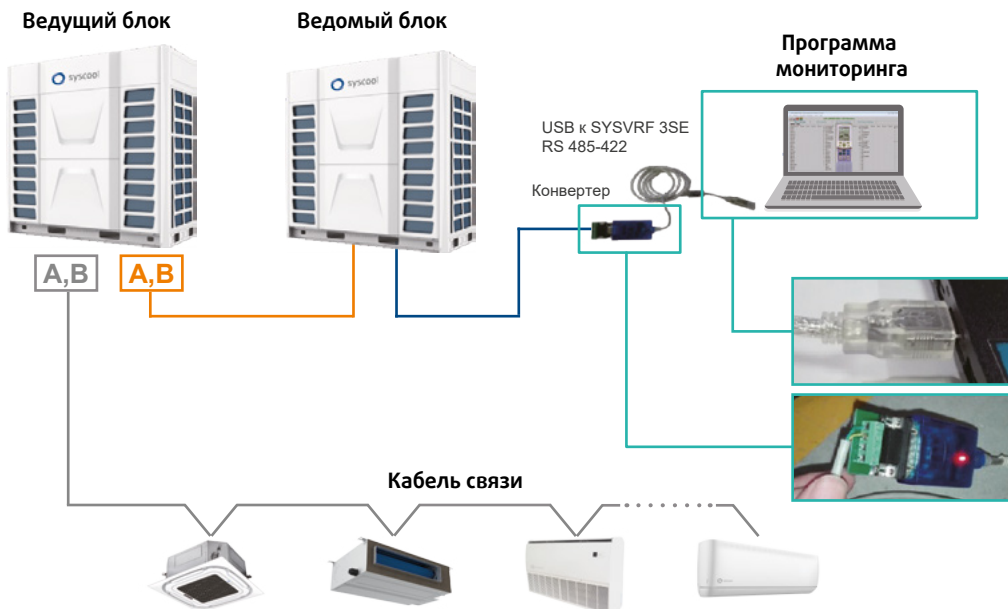 Ведущий блок
Ведомый блок
Программа
мониторинга
syscool
syscool
USB к SYSVRF 3SE
RS 485-422
Конвертер
A,B
A,B
Кабель связи